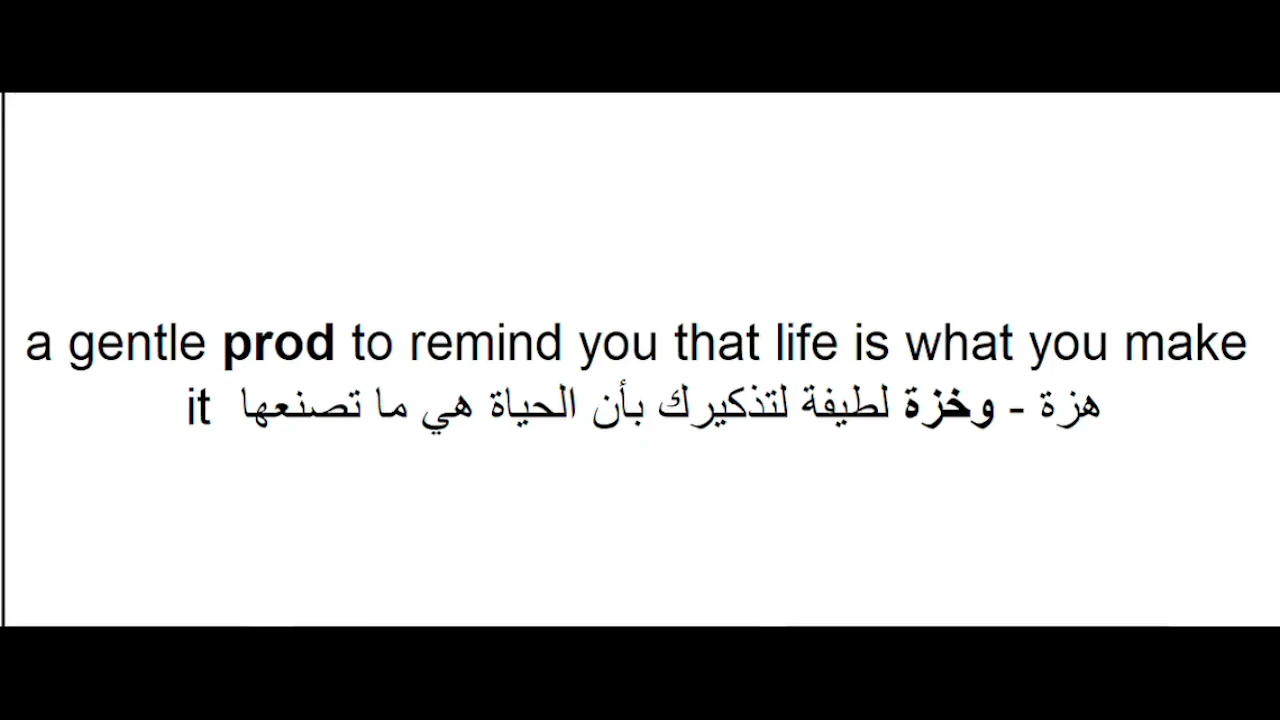 a gentle prod to remind you that life is what you make
it هزة - وخزة لطيفة لتذكيرك بأن الحياة هي ما تصنعها